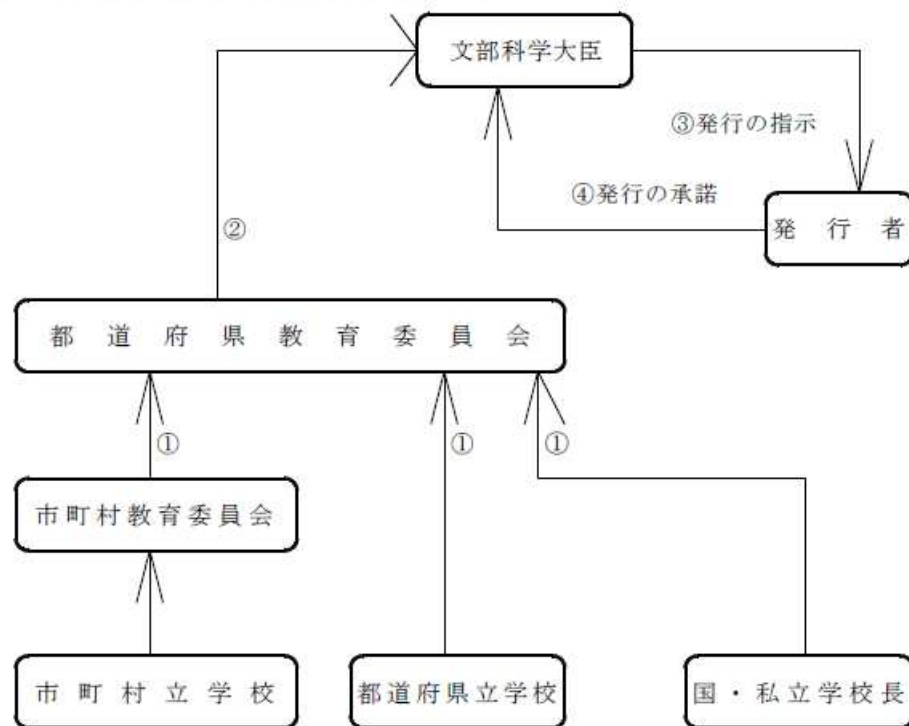 文部科学大臣
③発行の指示
④発行の承諾
発行者
②
都道府県教育委員会
①
①
①
市町村教育委員会
市町村立学校
都道府県立学校
国・私立学校長